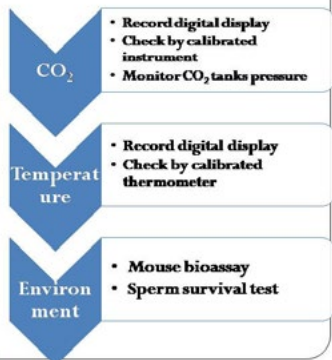 CO₂
• Record digital display
• Check by calibrated
instrument
• Monitor CO₂ tanks pressure
Temperat
ure
• Record digital display
• Check by calibrated
thermometer
Environ
ment
• Mouse bioassay
• Sperm survival test